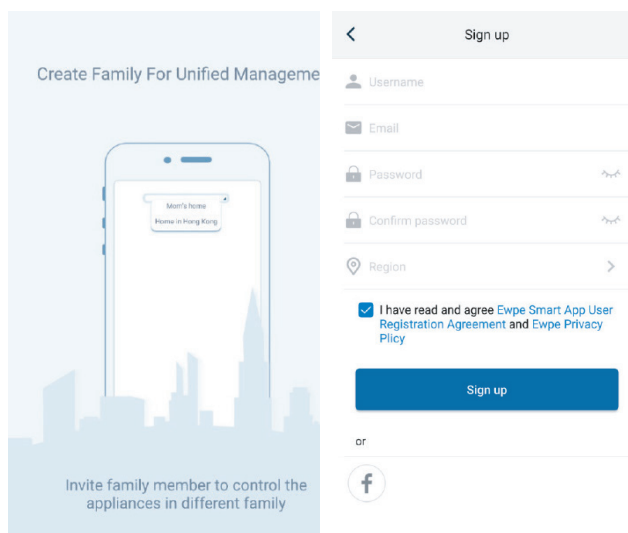 Create Family For Unified Manageme
Mom's home
Home in Hong Kong
Invite family member to control the
appliances in different family
Sign up
Username
Email
Password
Confirm password
Region
I have read and agree Ewpe Smart App User
Registration Agreement and Ewpe Privacy
Plicy
Sign up
or
f